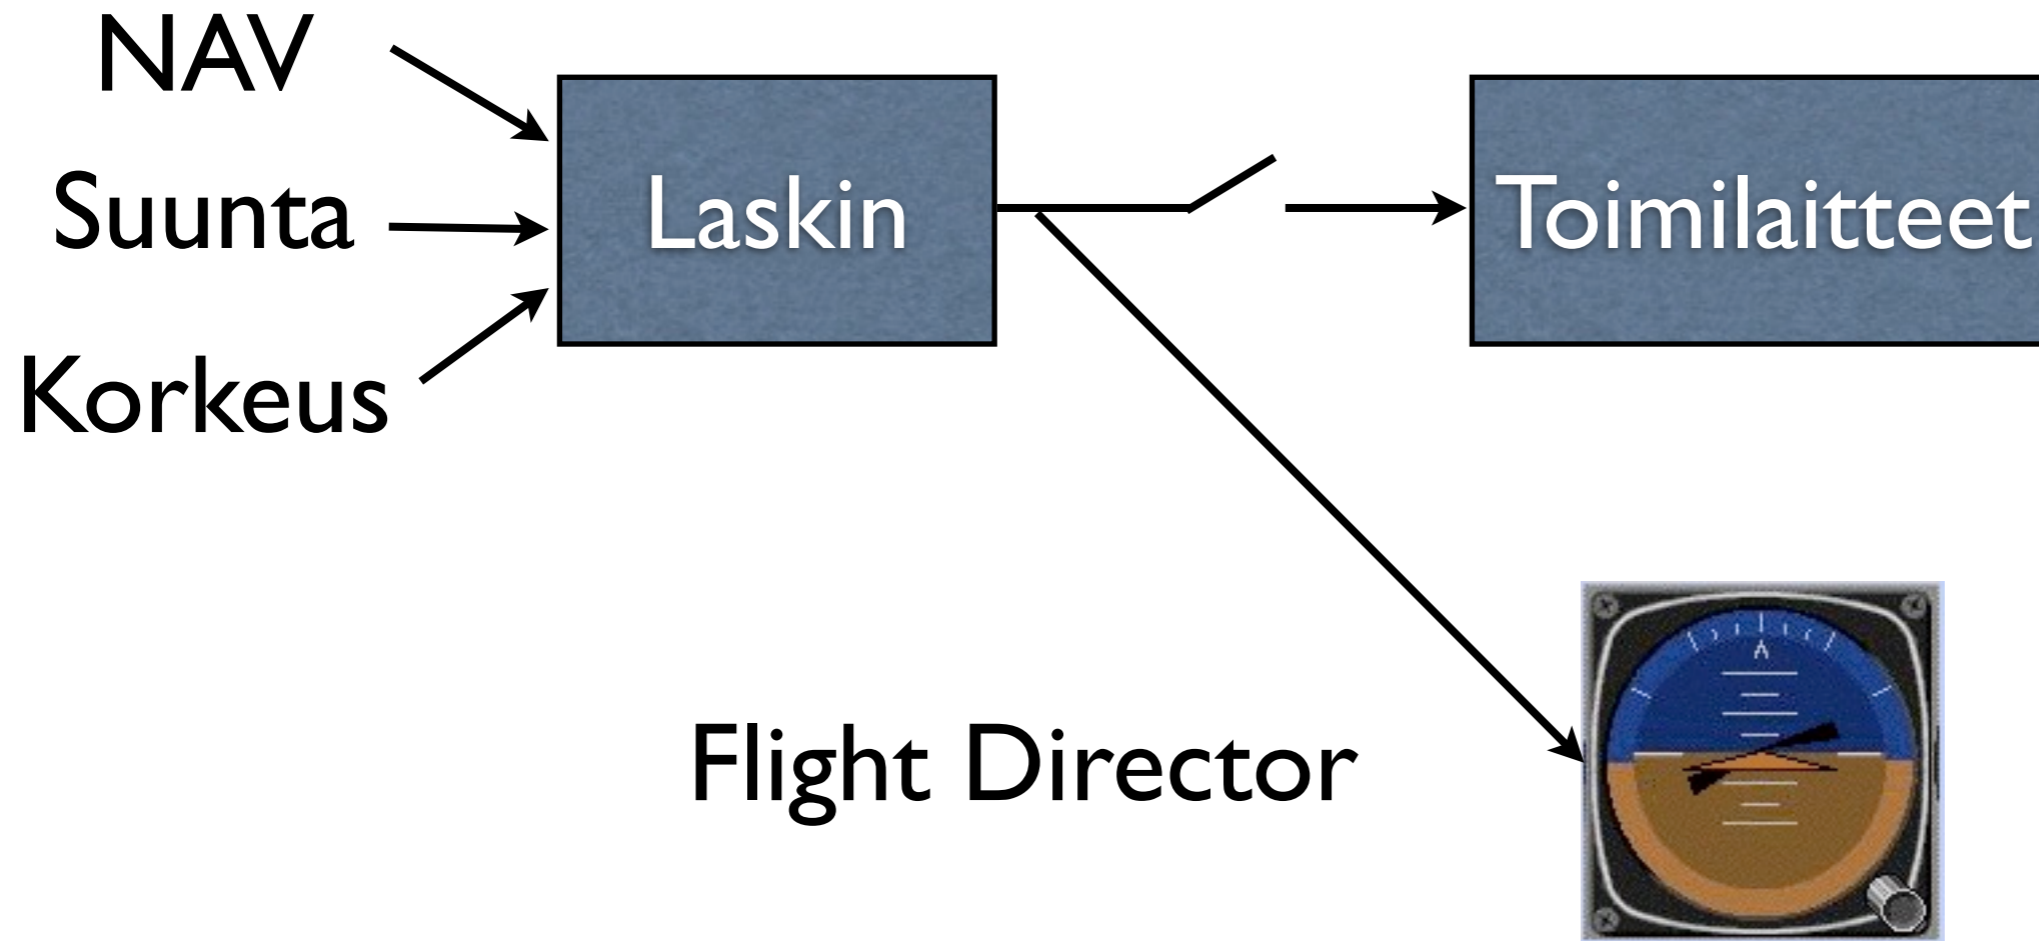 NAV
Suunta
Korkeus
Laskin
Toimilaitteet
Flight Director